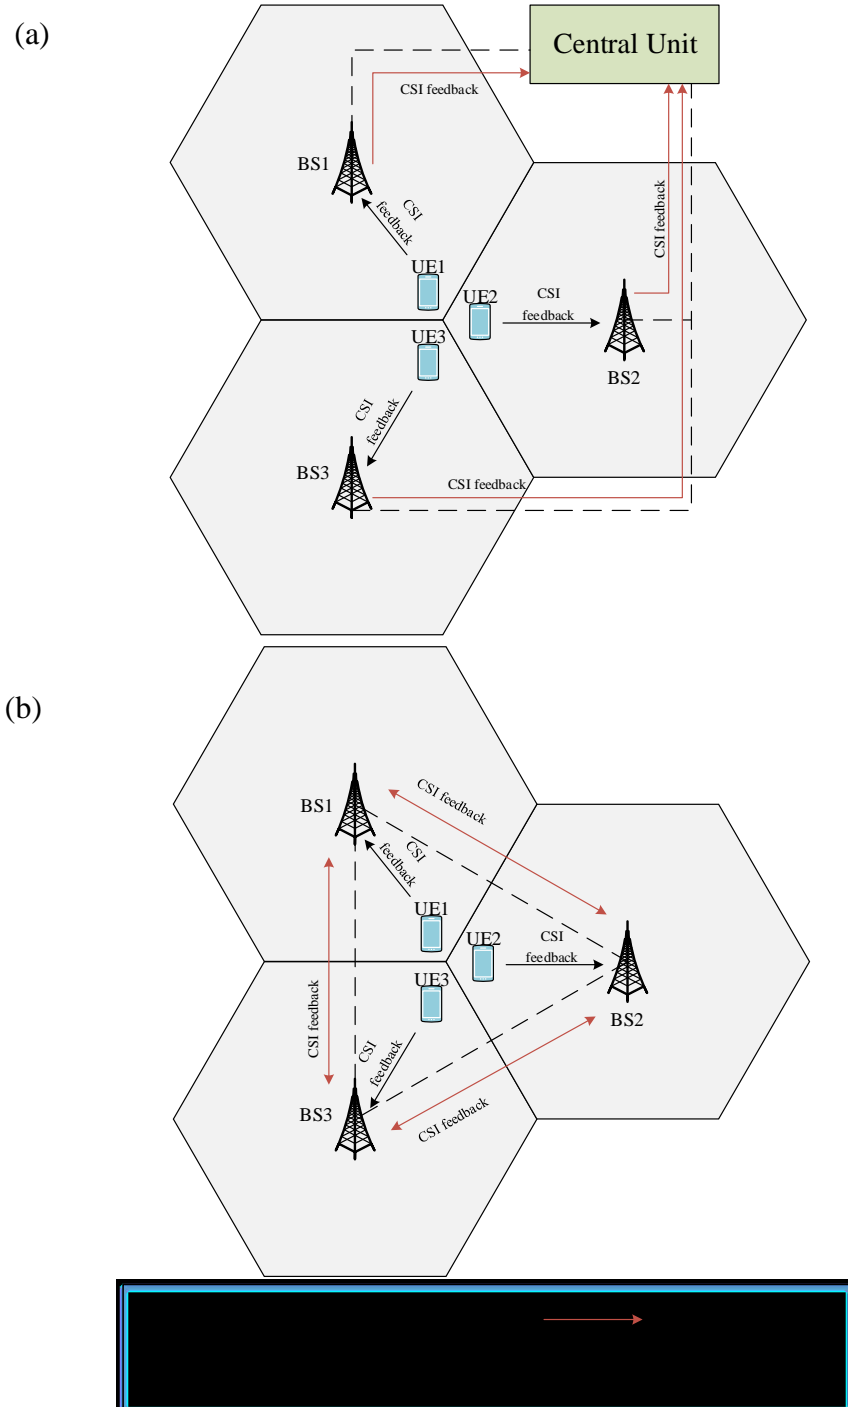 (a)
Central Unit
CSI feedback
BS1
CSI
feedback
UE1
UE2
CSI
feedback
CSI feedback
BS2
UE3
CSI
feedback
BS3
CSI feedback
(b)
CSI feedback
BS1
CSI
feedback
UE1
UE2
CSI
feedback
BS2
UE3
CSI feedback
CSI
feedback
BS3
CSI feedback